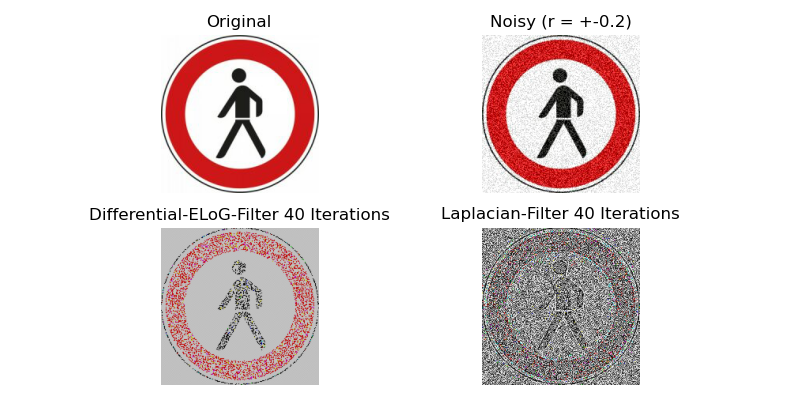 Original
Noisy (r = +-0.2)
Differential-ELoG-Filter 40 Iterations
Laplacian-Filter 40 Iterations